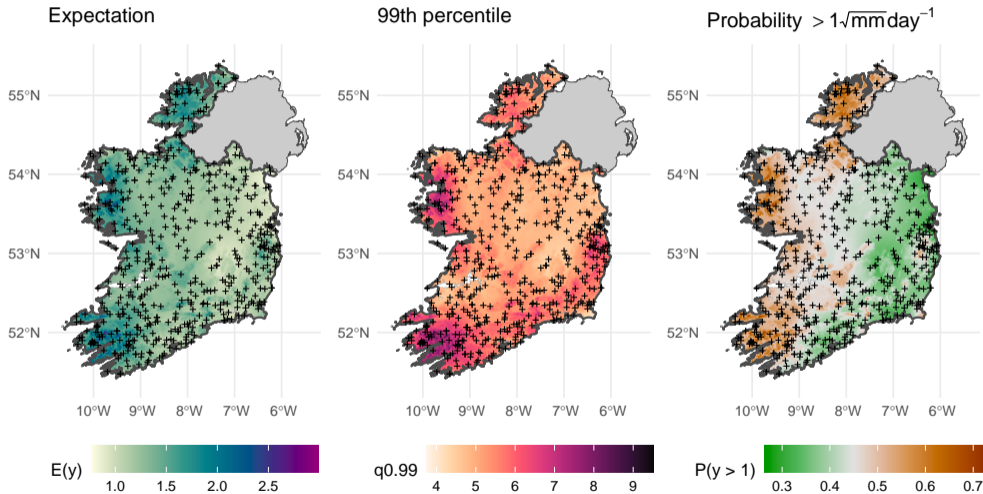 Expectation
99th percentile
Probability > 1√mm day⁻¹
55°N
54°N
53°N
52°N
10°W 9°W 8°W 7°W 6°W
55°N
54°N
53°N
52°N
10°W 9°W 8°W 7°W 6°W
55°N
54°N
53°N
52°N
10°W 9°W 8°W 7°W 6°W
E(y)
1.0 1.5 2.0 2.5
q0.99
4 5 6 7 8 9
P(y > 1)
0.3 0.4 0.5 0.6 0.7